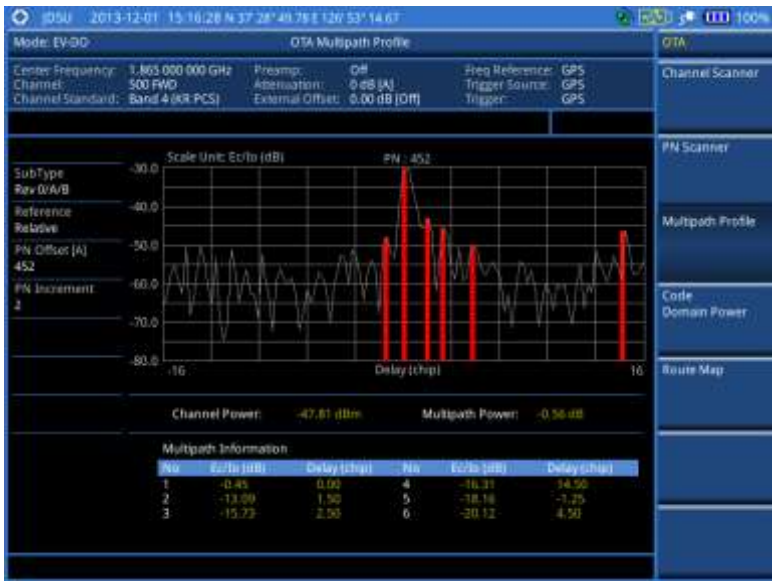 JDSU 2013-12-01 15:16:28 N 37°28'49.78 E 126°53'14.67 100%
Mode: EV-DO OTA Multipath Profile OTA
Center Frequency: 1.865 000 000 GHz Preamp: Off Freq Reference: GPS
Channel: 500 FWD Attenuation: 0 dB [A] Trigger Source: GPS
Channel Standard: Band 4 (KR PCS) External Offset: 0.00 dB [Off] Trigger: GPS
Channel Scanner
PN Scanner
Multipath Profile
Code
Domain Power
Route Map
SubType
Rev 0/A/B
Reference
Relative
PN Offset [A]
452
PN Increment
2
Scale Unit: Ec/Io (dB) PN : 452
-30.0
-40.0
-50.0
-60.0
-70.0
-80.0
-16 Delay (chip) 16
Channel Power: -47.81 dBm Multipath Power: -0.56 dB
Multipath Information
No Ec/Io (dB) Delay (chip) No Ec/Io (dB) Delay (chip)
1 -0.45 0.00 4 -16.31 14.50
2 -13.09 1.50 5 -18.16 -1.25
3 -15.73 2.50 6 -20.12 4.50